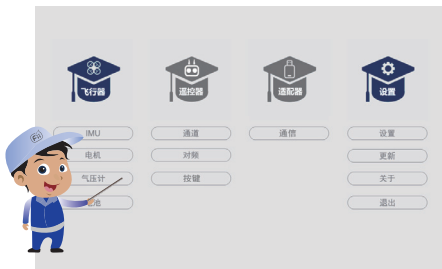 飞行器
遥控器
适配器
设置
IMU
通道
通信
设置
电机
对频
更新
气压计
按键
关于
池
退出